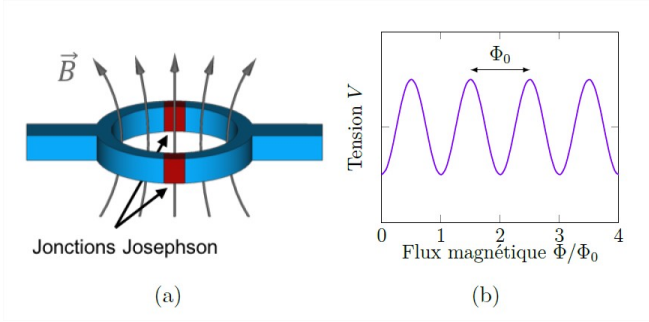 B
Jonctions Josephson
(a)
Φ₀
Tension V
0 1 2 3 4
Flux magnétique Φ/Φ₀
(b)